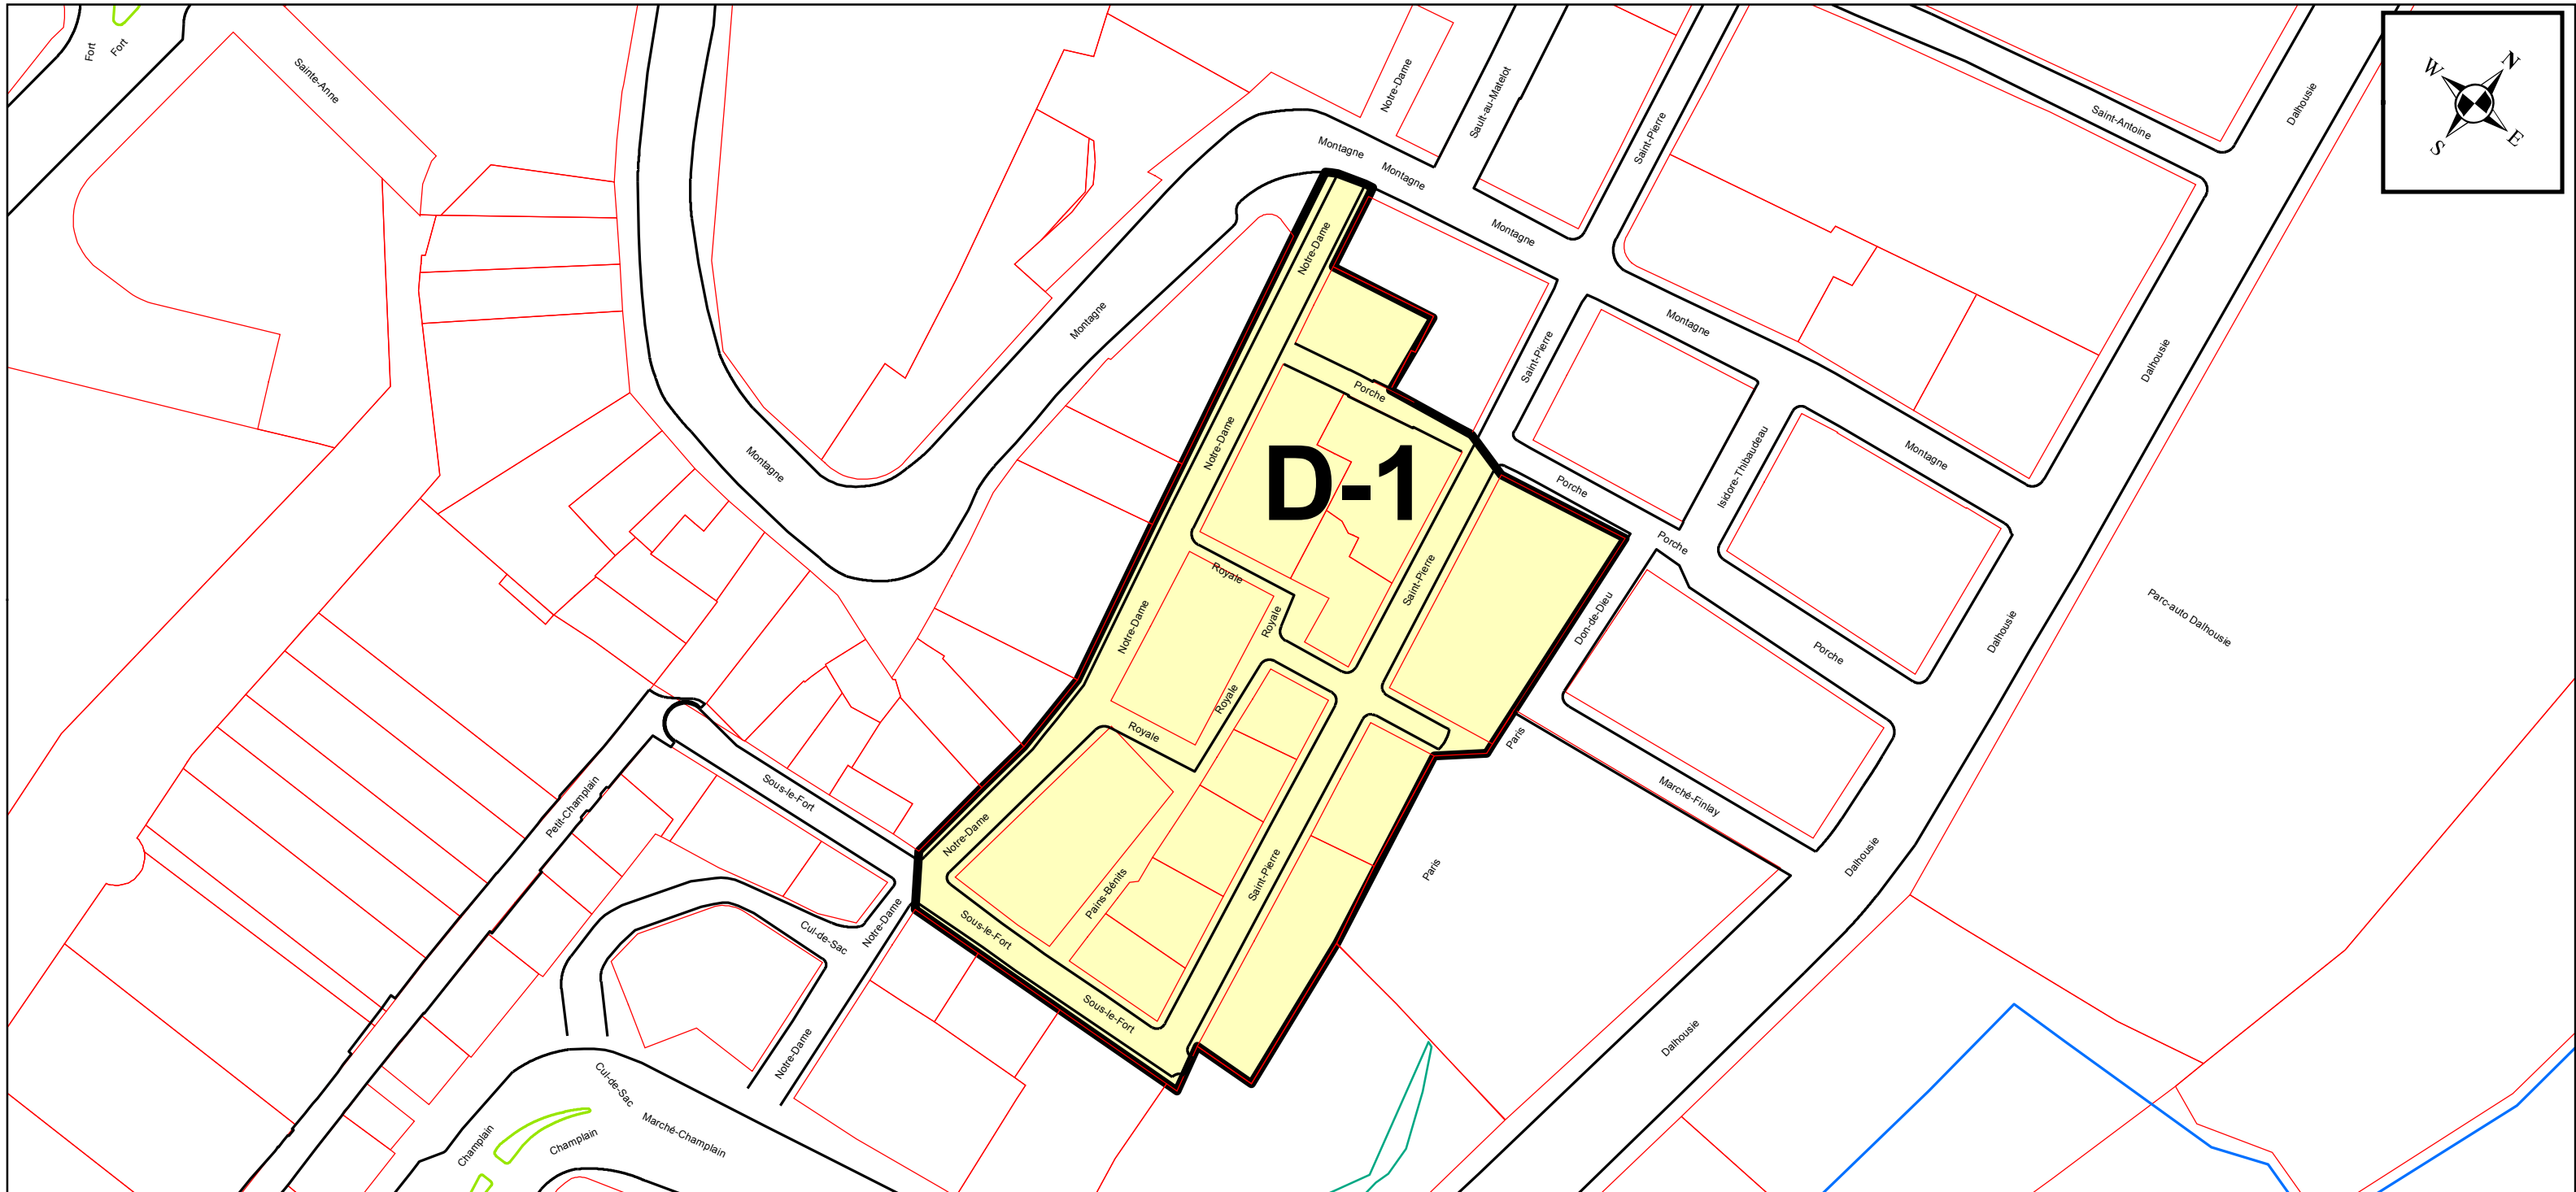 Fort
Fort
Sainte-Anne
Notre-Dame
Sault-au-Matelot
Saint-Pierre
Saint-Antoine
Dalhousie
N
W
E
S
Montagne
Montagne
Montagne
Notre-Dame
Montagne
Montagne
Saint-Pierre
Dalhousie
Porche
Notre-Dame
D-1
Montagne
Isidore-Thibaudeau
Montagne
Porche
Porche
Royale
Saint-Pierre
Don-de-Dieu
Notre-Dame
Royale
Porche
Dalhousie
Parc-auto Dalhousie
Royale
Royale
Paris
Sous-le-Fort
Petit-Champlain
Marché-Finlay
Notre-Dame
Paris
Saint-Pierre
Dalhousie
Pains-Bénits
Cul-de-Sac
Notre-Dame
Sous-le-Fort
Sous-le-Fort
Notre-Dame
Dalhousie
Cul-de-Sac
Marché-Champlain
Champlain
Champlain